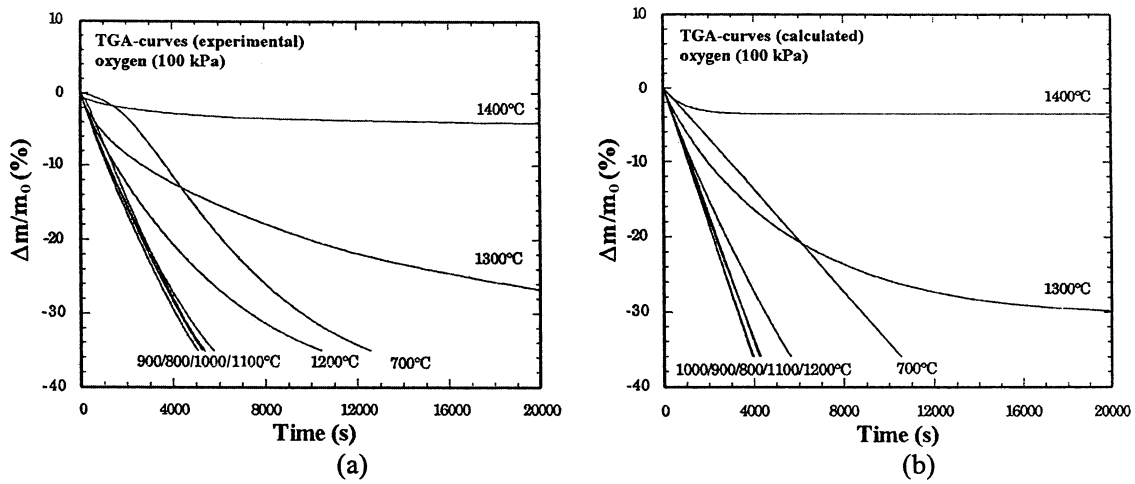 TGA-curves (experimental)
oxygen (100 kPa)
10
0
-10
-20
-30
-40
Δm/m₀ (%)
1400°C
1300°C
900/800/1000/1100°C
1200°C
700°C
0
4000
8000
12000
16000
20000
Time (s)
(a)
TGA-curves (calculated)
oxygen (100 kPa)
10
0
-10
-20
-30
-40
Δm/m₀ (%)
1400°C
1300°C
1000/900/800/1100/1200°C
700°C
0
4000
8000
12000
16000
20000
Time (s)
(b)